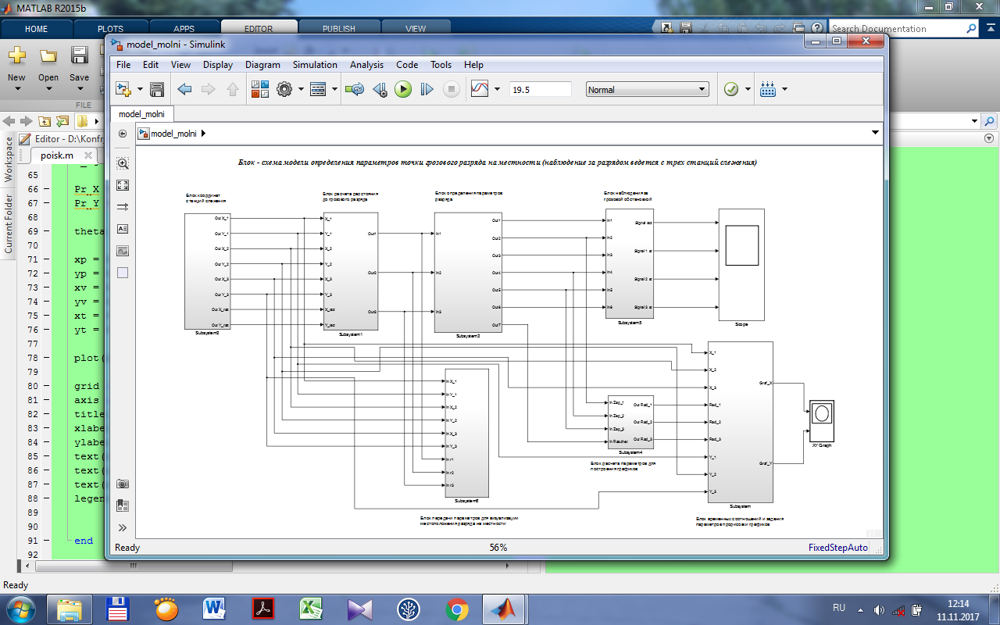 MATLAB R2015b
HOME
PLOTS
APPS
EDITOR
PUBLISH
VIEW
Search Documentation
New
Open
Save
FILE
Editor - D:\Konfr
poisk.m
Workspace
Current Folder
65
66 – Pr_X
67 – Pr_Y
68
69 – theta
70
71 – xp =
72 – yp =
73 – xv =
74 – yv =
75 – xt =
76 – yt =
77
78 – plot(
79
80 – grid
81 – axis
82 – title
83 – xlabe
84 – ylabe
85 – text(
86 – text(
87 – text(
88 – legen
89
90
91 – end
92
Ready
model_molni - Simulink
File Edit View Display Diagram Simulation Analysis Code Tools Help
19.5
Normal
model_molni
model_molni
Блок - схема модели определения параметров точки грозового разряда на местности (наблюдение за разрядом ведется с трех станций слежения)
Блок координат
станций слежения
Out X_1
Out Y_1
Out X_2
Out Y_2
Out X_3
Out Y_3
Out X_raz
Out Y_raz
Subsystem2
Блок расчета расстояния
до грозового разряда
X_1
Y_1
X_2
Y_2
X_3
Y_3
X_raz
Y_raz
Out1
Out2
Out3
Subsystem1
Блок определения параметров
разряда
In1
In2
In3
Out1
Out2
Out3
Out4
Out5
Out6
Out7
Subsystem3
Блок наблюдения за
грозовой обстановкой
In1
In2
In3
In4
In5
In6
Signal raz
Signal 1 st
Signal 2 st
Signal 3 st
Subsystem5
Scope
In X_1
In Y_1
In X_2
In Y_2
In X_3
In Y_3
In r1
In r2
In r3
Subsystem6
Блок передачи параметров для визуализации
местоположения разряда на местности
In Zap_1
In Zap_2
In Zap_3
In Raschet
Out Rad_1
Out Rad_2
Out Rad_3
Subsystem4
Блок расчета параметров для
построения графиков
X_1
X_2
X_3
Rad_1
Rad_2
Rad_3
Y_1
Y_2
Y_3
Graf_X
Graf_Y
Subsystem
Блок временных соотношений и задания
параметров прорисовки графиков
XY Graph
Ready
56%
FixedStepAuto
RU
12:14
11.11.2017